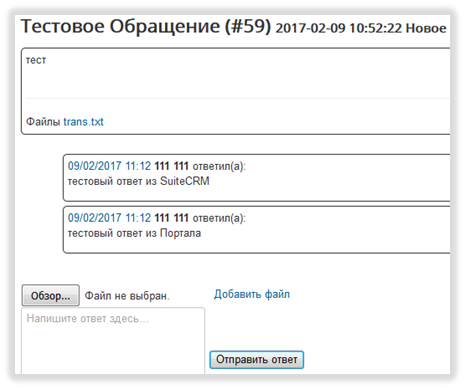 Тестовое Обращение (#59) 2017-02-09 10:52:22 Новое
тест
Файлы trans.txt
09/02/2017 11:12 111 111 ответил(а):
тестовый ответ из SuiteCRM
09/02/2017 11:12 111 111 ответил(а):
тестовый ответ из Портала
Обзор... Файл не выбран. Добавить файл
Напишите ответ здесь...
Отправить ответ